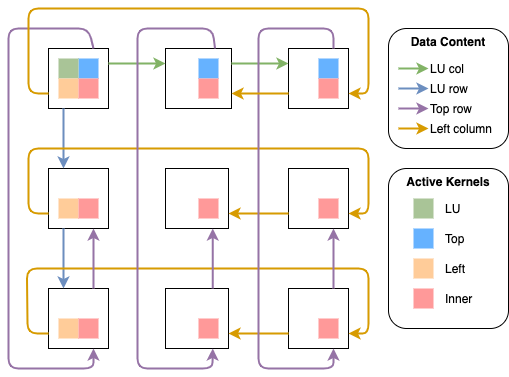 Data Content
LU col
LU row
Top row
Left column
Active Kernels
LU
Top
Left
Inner